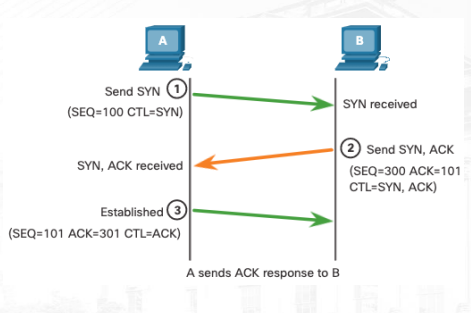 A
B
Send SYN 1
(SEQ=100 CTL=SYN)
SYN received
2 Send SYN, ACK
SYN, ACK received
(SEQ=300 ACK=101
CTL=SYN, ACK)
Established 3
(SEQ=101 ACK=301 CTL=ACK)
A sends ACK response to B